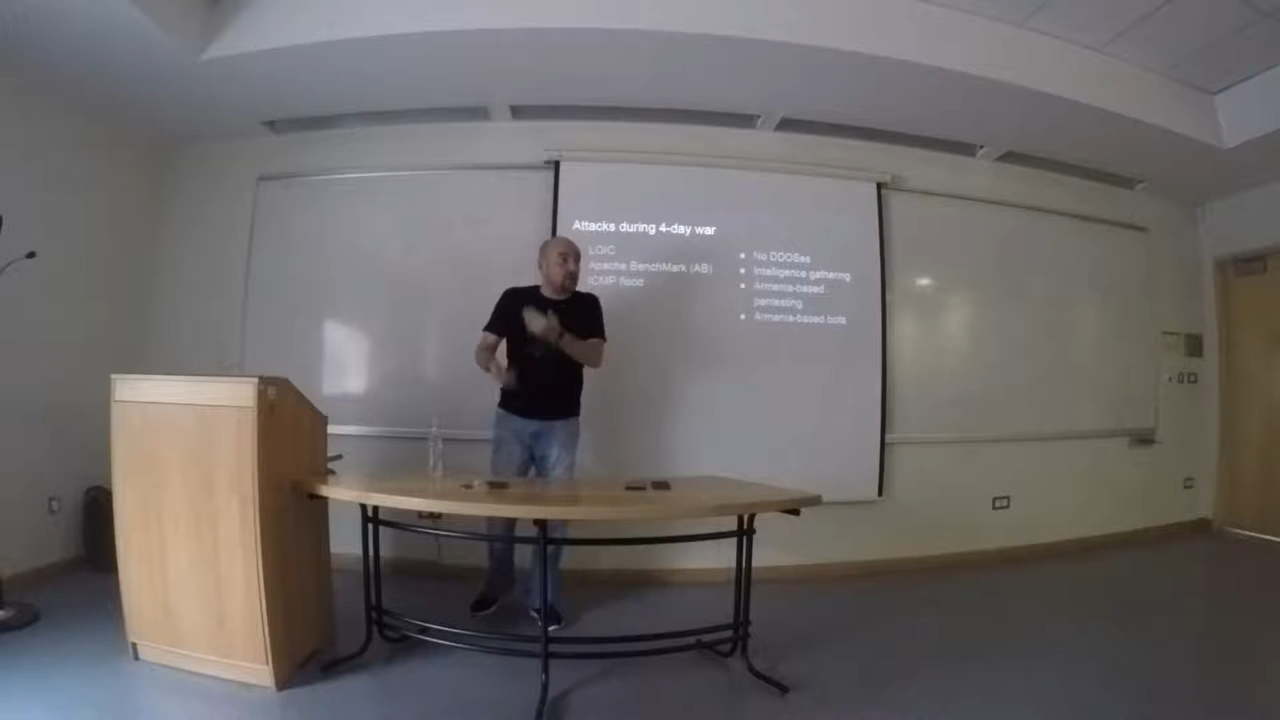 Attacks during 4-day war
LOIC
Apache BenchMark (AB)
ICMP flood
No DDOSes
Intelligence gathering
Armenia-based
pentesting
Armenia-based bots